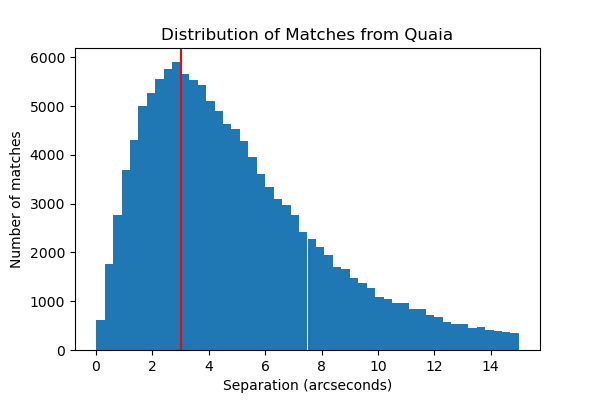 Distribution of Matches from Quaia
6000
5000
4000
3000
2000
1000
0
Number of matches
0 2 4 6 8 10 12 14
Separation (arcseconds)